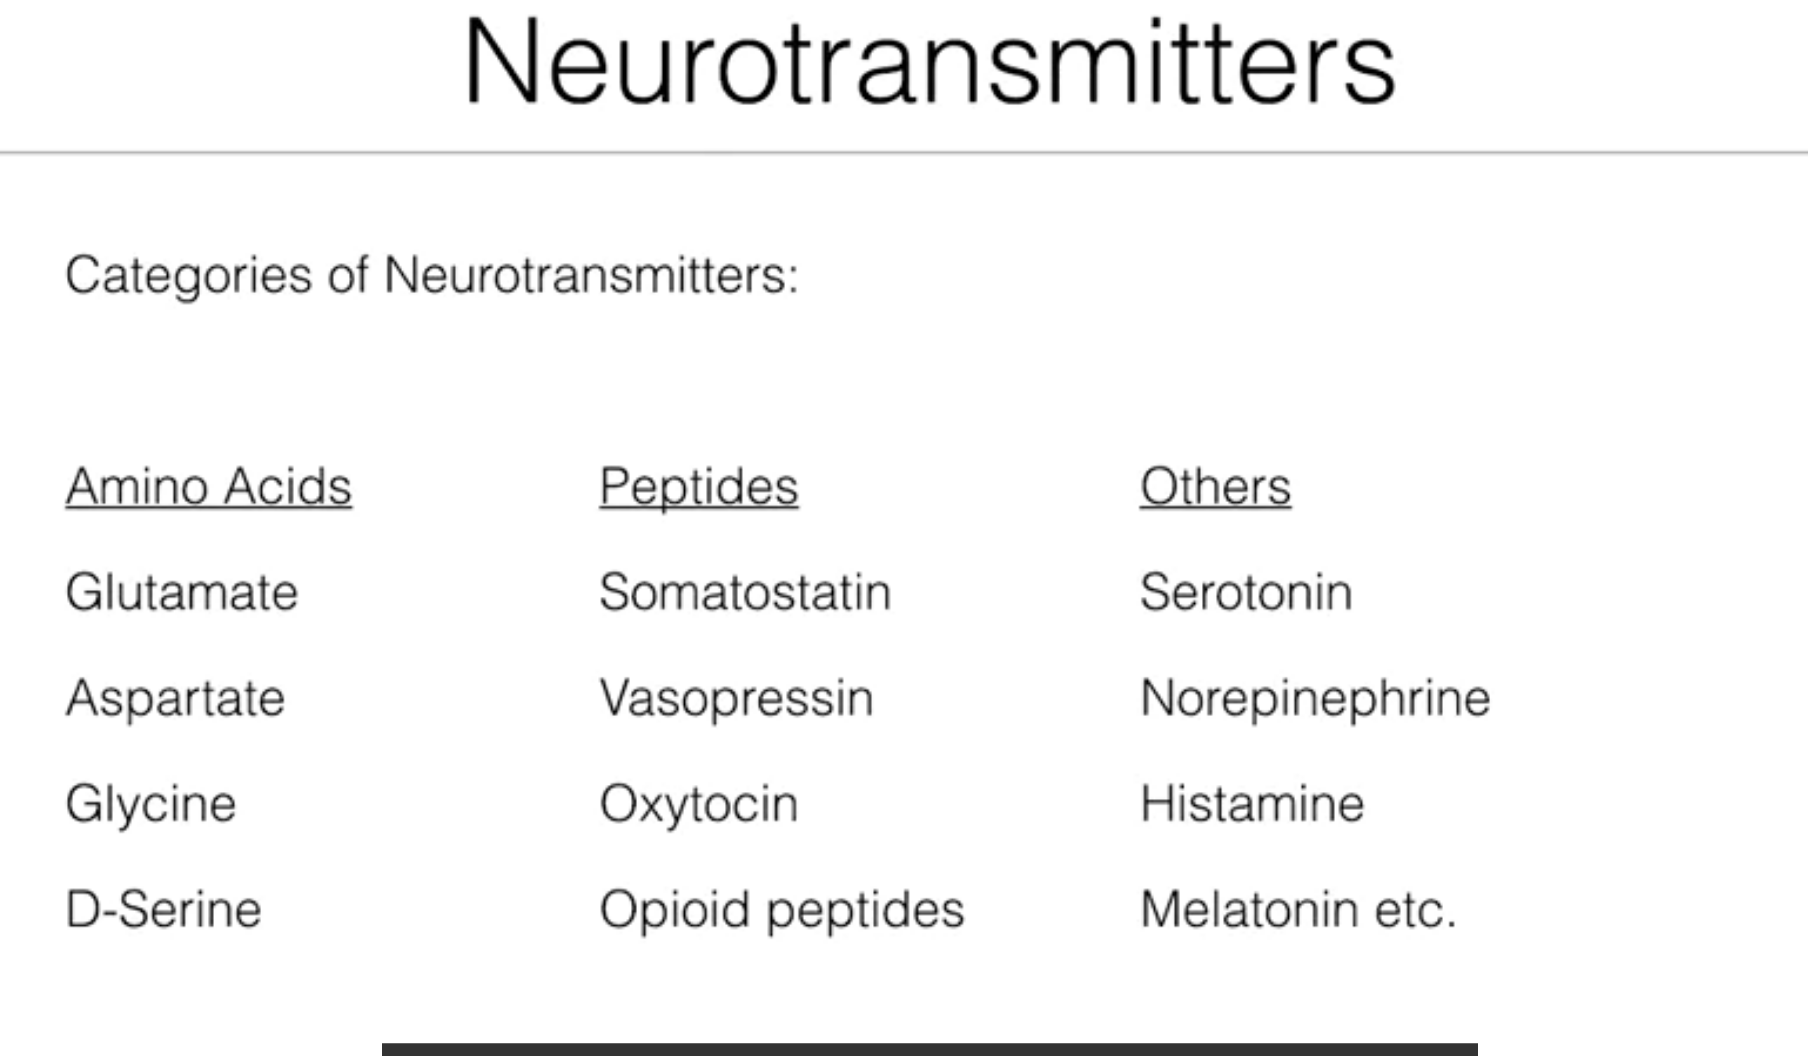 Neurotransmitters
Categories of Neurotransmitters:
Amino Acids Peptides Others
Glutamate Somatostatin Serotonin
Aspartate Vasopressin Norepinephrine
Glycine Oxytocin Histamine
D-Serine Opioid peptides Melatonin etc.